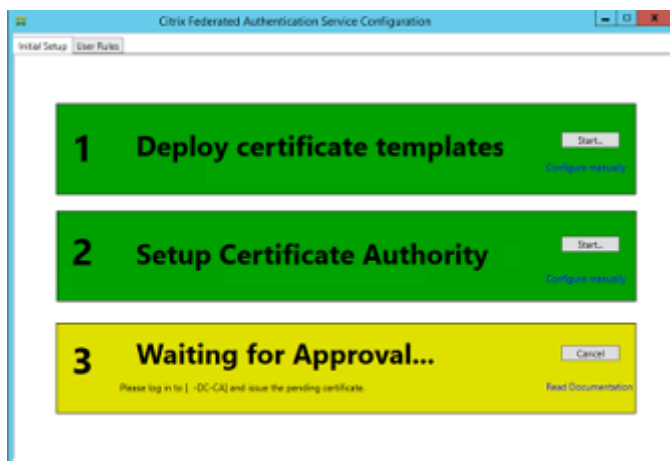 Citrix Federated Authentication Service Configuration
Initial Setup User Rules
1 Deploy certificate templates Start...
Configure manually
2 Setup Certificate Authority Start...
Configure manually
3 Waiting for Approval... Cancel
Please log in to [ -DC-CA] and issue the pending certificate. Read Documentation